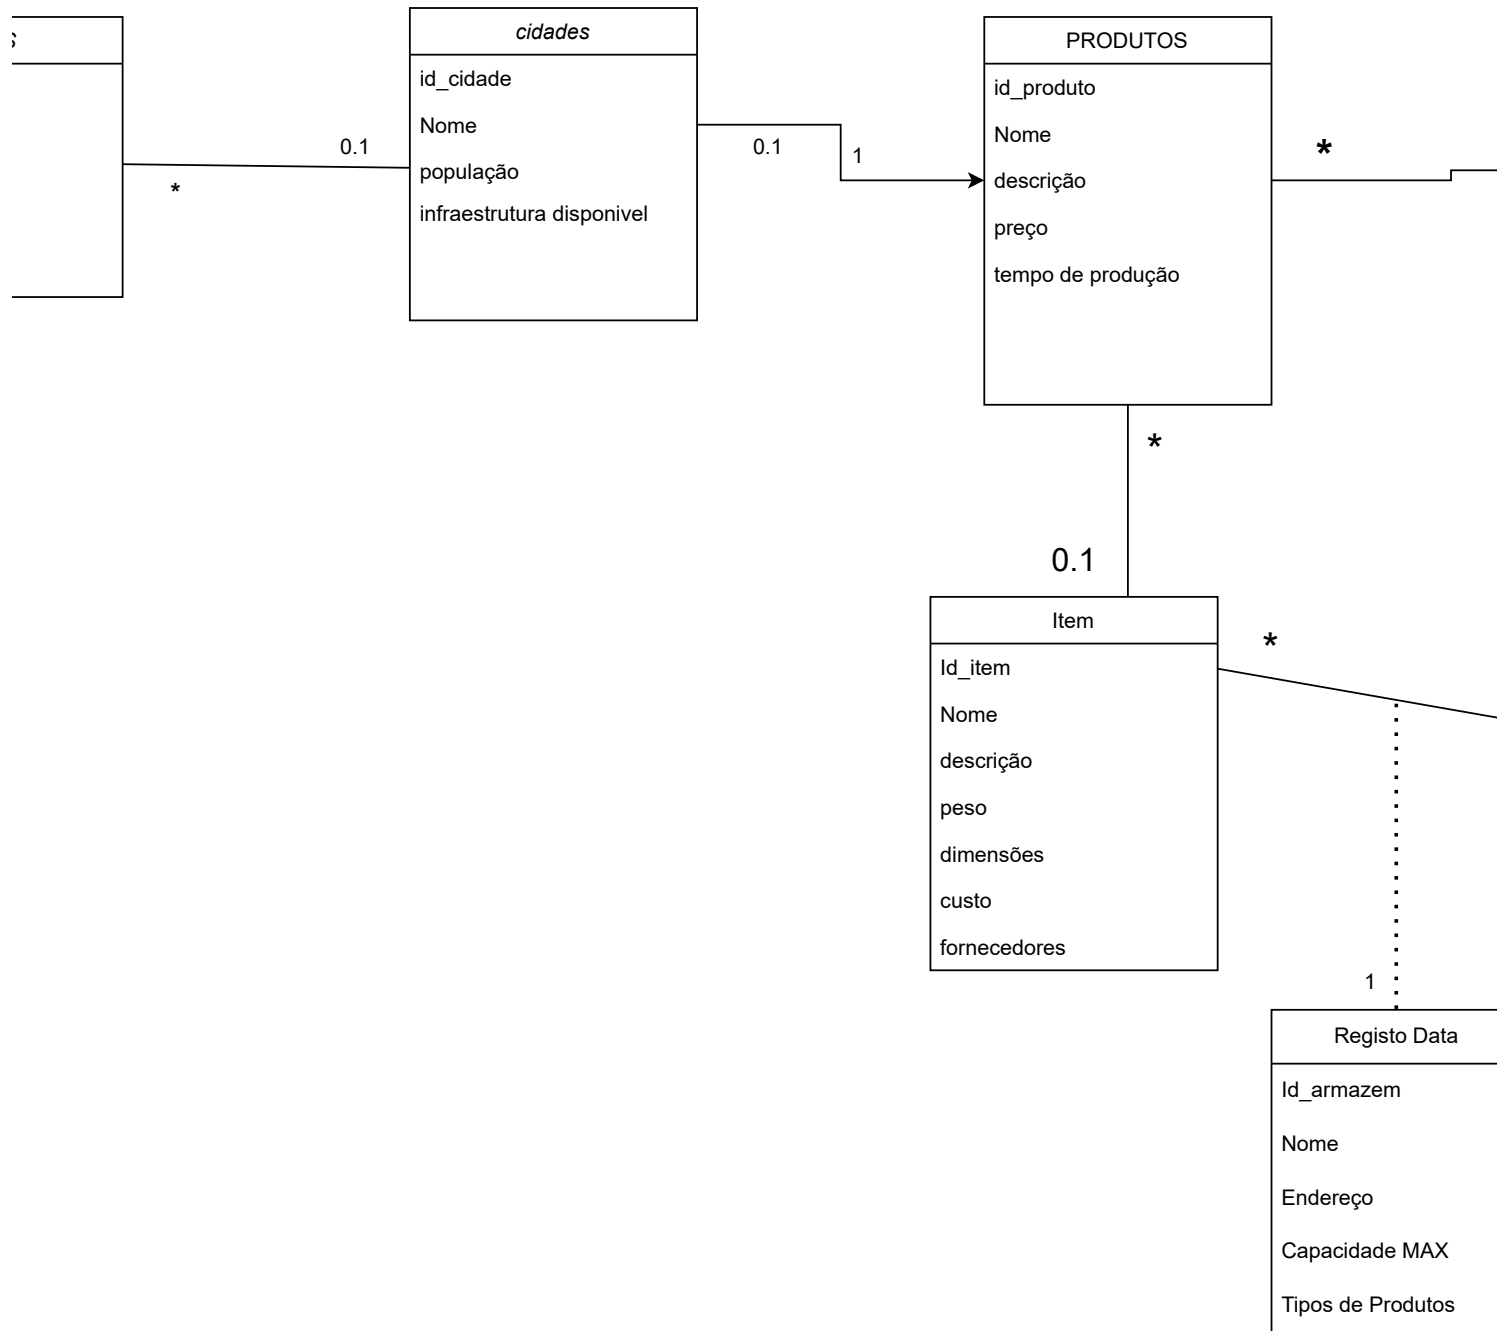 cidades
id_cidade
Nome
população
infraestrutura disponivel
0.1
*
0.1
1
PRODUTOS
id_produto
Nome
descrição
preço
tempo de produção
*
*
0.1
Item
Id_item
Nome
descrição
peso
dimensões
custo
fornecedores
*
1
Registo Data
Id_armazem
Nome
Endereço
Capacidade MAX
Tipos de Produtos